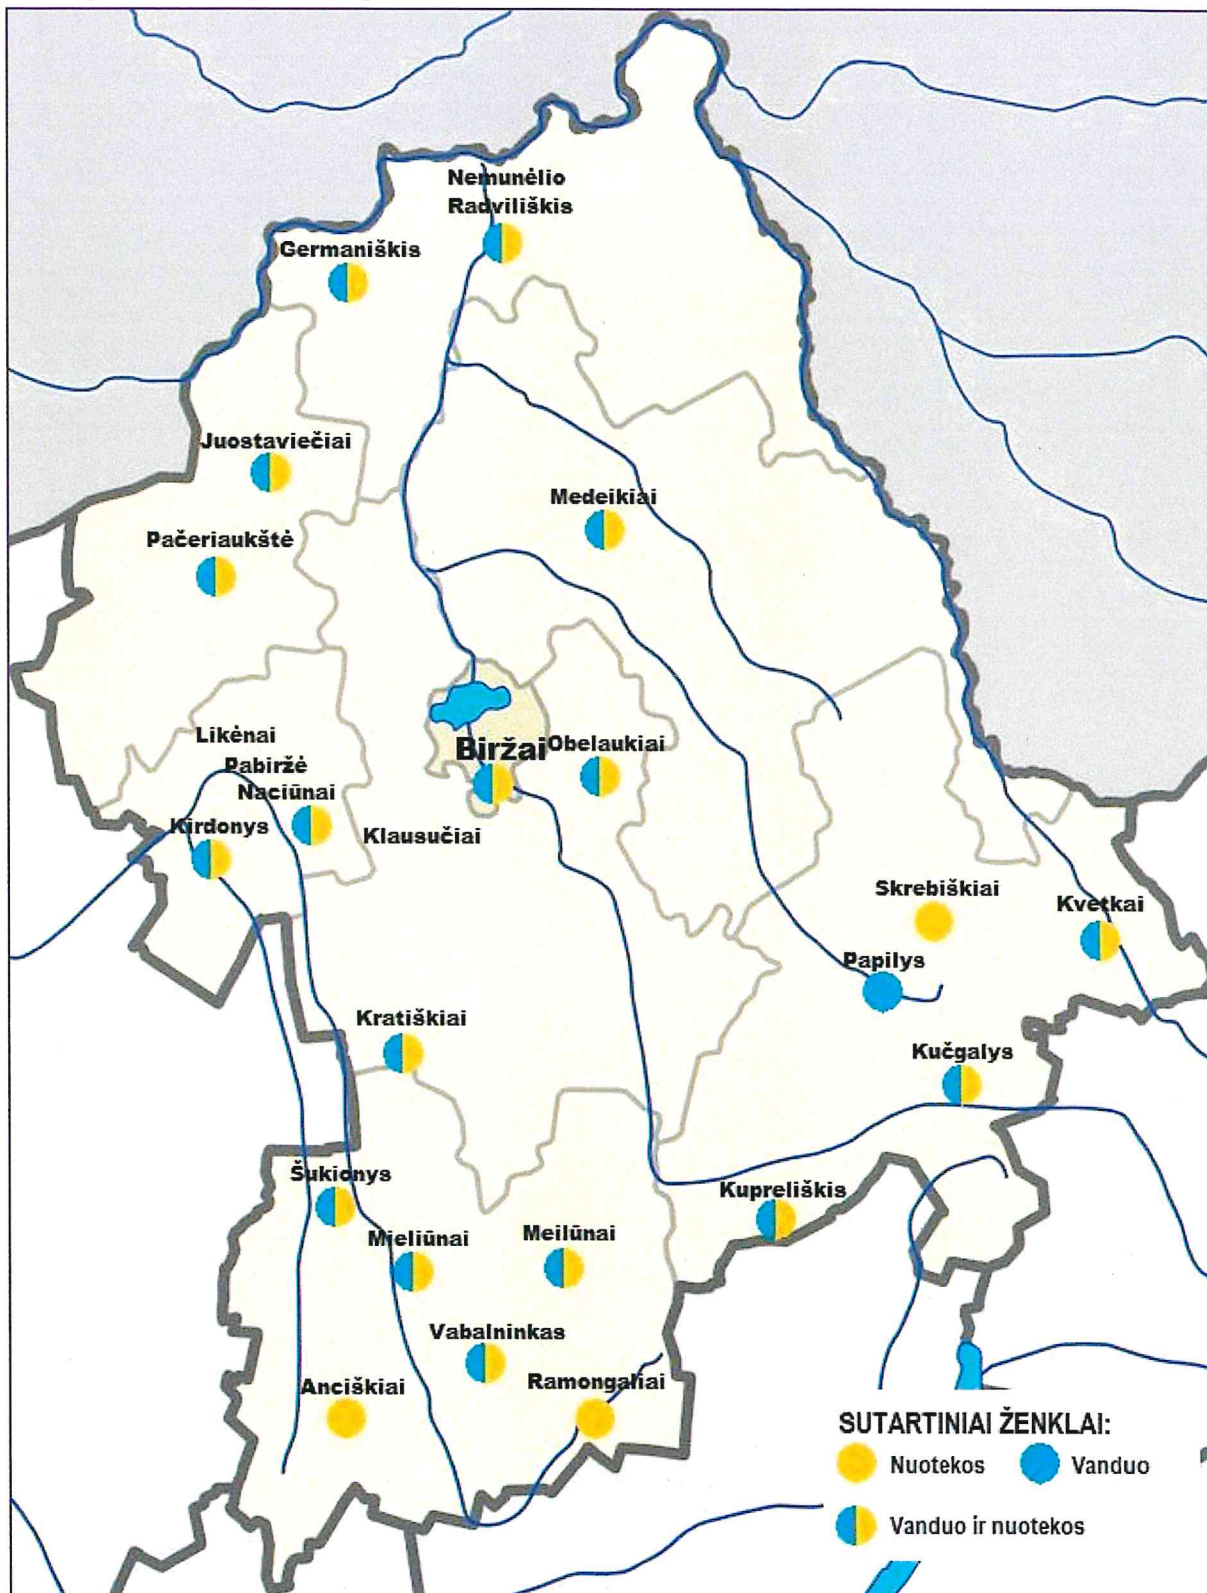 Nemunėlio
Radviliškis
Germaniškis
Juostaviečiai
Medeikiai
Pačeriaukštė
Likėnai
Biržai
Obelaukiai
Pabiržė
Naciūnai
Kirdonys
Klausučiai
Skrebiškiai
Kvetkai
Papilys
Kratiškiai
Kučgalys
Šukionys
Kupreliškis
Mieliūnai
Meilūnai
Vabalninkas
Anciškiai
Ramongaliai
SUTARTINIAI ŽENKLAI:
Nuotekos
Vanduo
Vanduo ir nuotekos